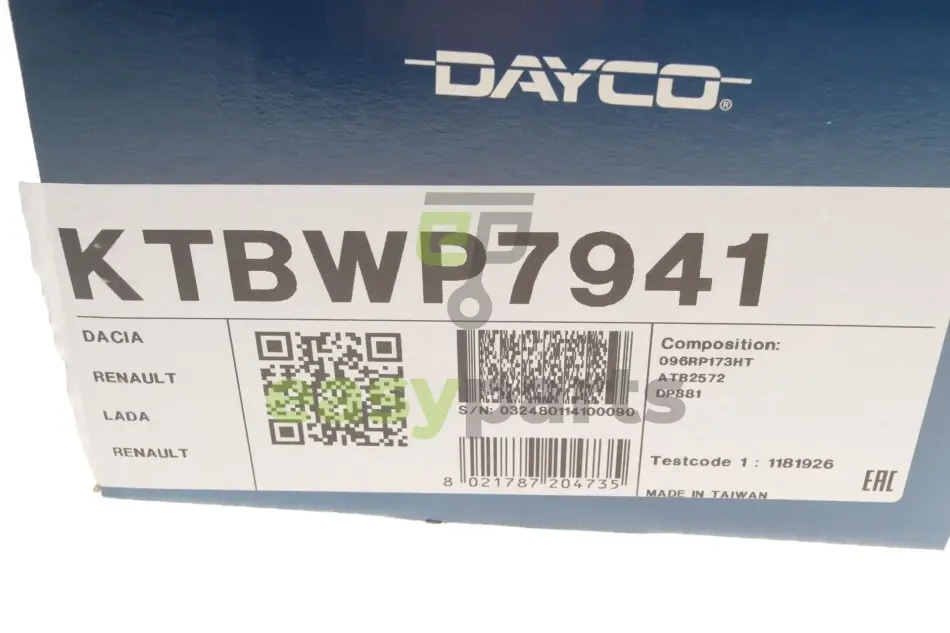 DAYCO®
KTBWP7941
DACIA
RENAULT
LADA
RENAULT
S/N: 032480114100090
8 021787 204735
Composition:
096RP173HT
ATB2572
DP881
Testcode 1 : 1181926
MADE IN TAIWAN
EAC
easyparts